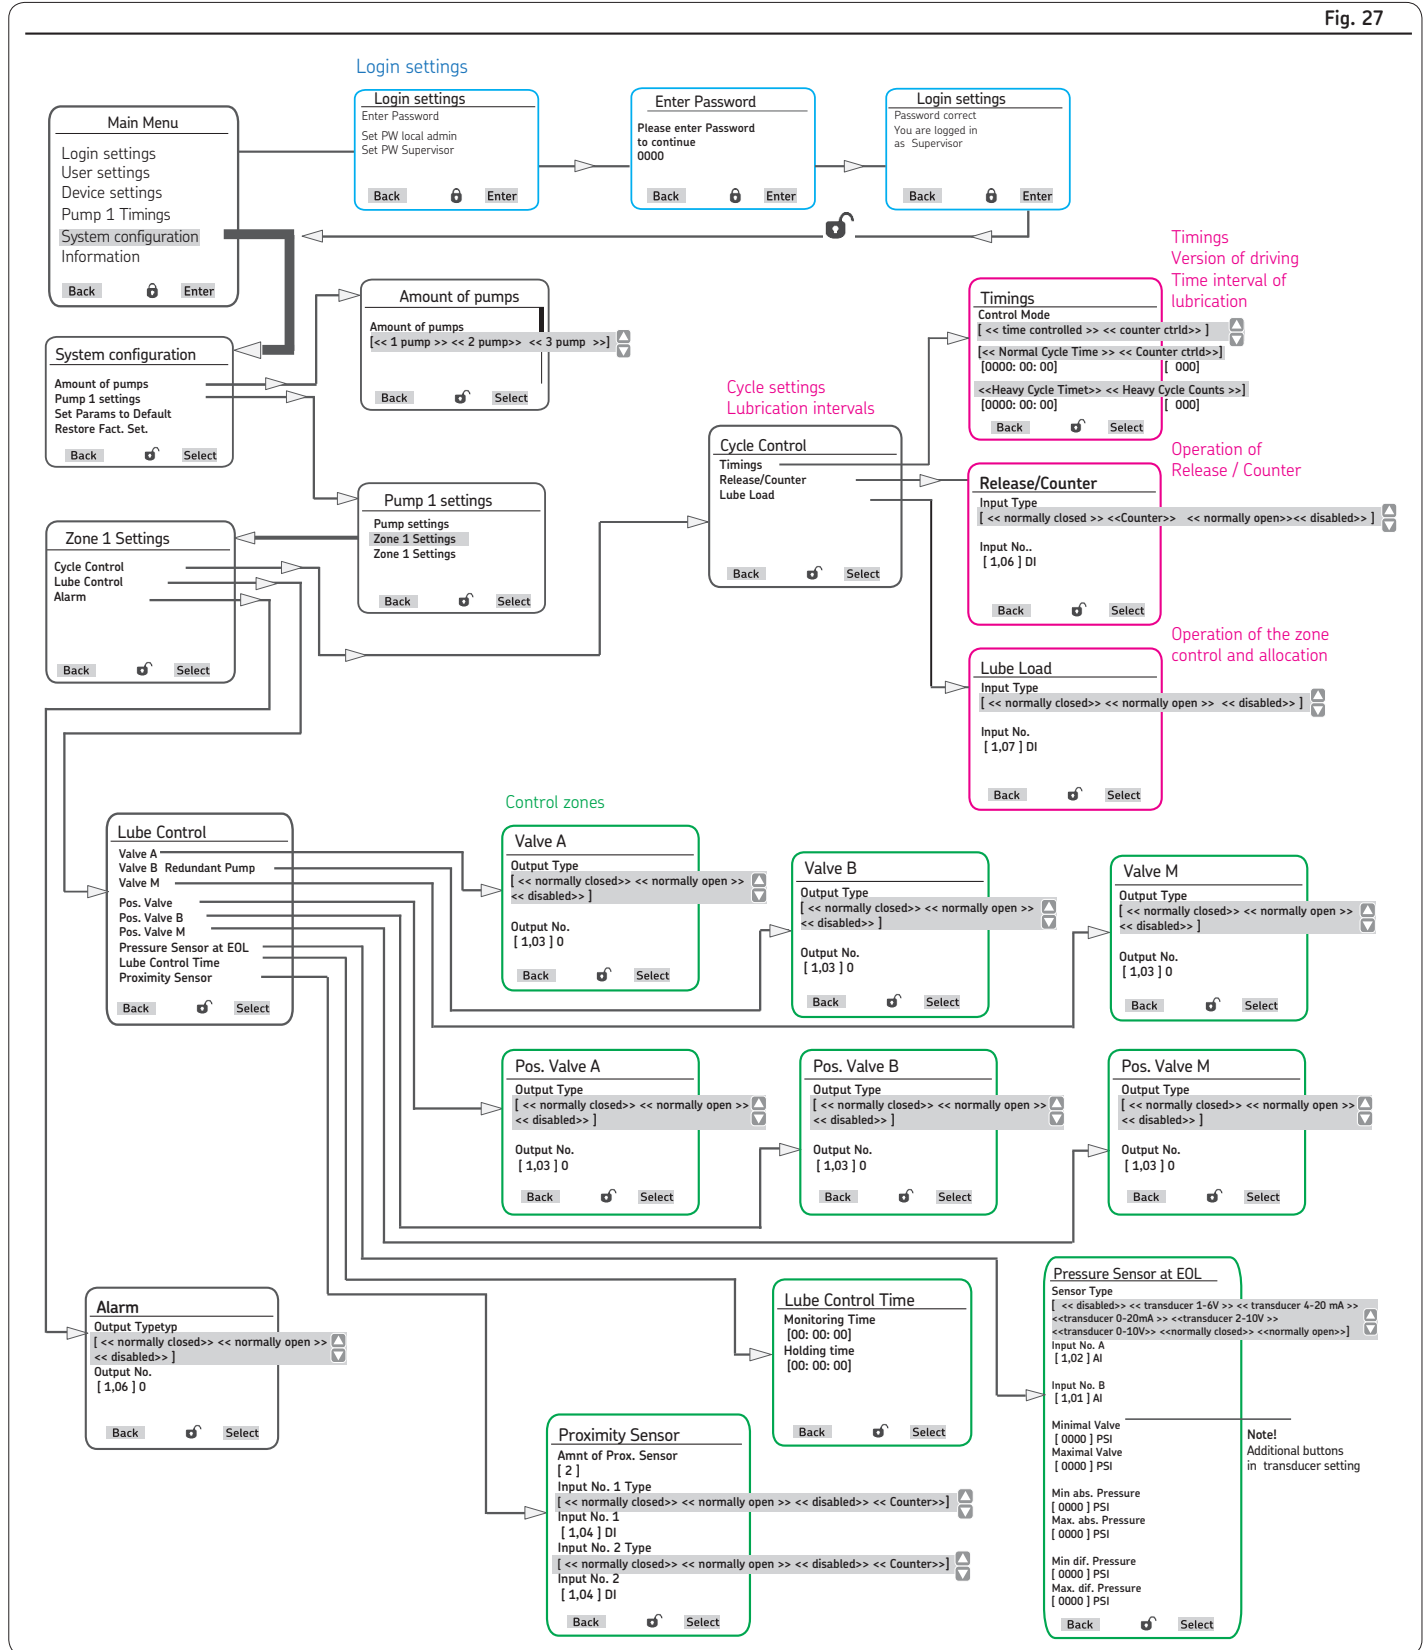 Fig. 27
Login settings
Main Menu
Login settings
User settings
Device settings
Pump 1 Timings
System configuration
Information
Back Enter
Login settings
Enter Password
Set PW local admin
Set PW Supervisor
Back Enter
Enter Password
Please enter Password
to continue
0000
Back Enter
Login settings
Password correct
You are logged in
as Supervisor
Back Enter
System configuration
Amount of pumps
Pump 1 settings
Set Params to Default
Restore Fact. Set.
Back Select
Amount of pumps
Amount of pumps
[<< 1 pump >> << 2 pump>> <<3 pump >>]
Back Select
Pump 1 settings
Pump settings
Zone 1 Settings
Zone 1 Settings
Back Select
Zone 1 Settings
Cycle Control
Lube Control
Alarm
Back Select
Cycle settings
Lubrication intervals
Cycle Control
Timings
Release/Counter
Lube Load
Back Select
Timings
Version of driving
Time interval of
lubrication
Timings
Control Mode
[ << time controlled >> << counter ctrld>> ]
[<< Normal Cycle Time >> << Counter ctrld>>]
[0000: 00: 00] [ 000]
<<Heavy Cycle Timet>> << Heavy Cycle Counts >>]
[0000: 00: 00] [ 000]
Back Select
Operation of
Release / Counter
Release/Counter
Input Type
[ << normally closed >> <<Counter>> << normally open>><< disabled>> ]
Input No..
[ 1,06 ] DI
Back Select
Operation of the zone
control and allocation
Lube Load
Input Type
[ << normally closed>> << normally open >> << disabled>> ]
Input No.
[ 1,07 ] DI
Back Select
Control zones
Lube Control
Valve A
Valve B Redundant Pump
Valve M
Pos. Valve
Pos. Valve B
Pos. Valve M
Pressure Sensor at EOL
Lube Control Time
Proximity Sensor
Back Select
Valve A
Output Type
[ << normally closed>> << normally open >>
<< disabled>> ]
Output No.
[ 1,03 ] 0
Back Select
Valve B
Output Type
[ << normally closed>> << normally open >>
<< disabled>> ]
Output No.
[ 1,03 ] 0
Back Select
Valve M
Output Type
[ << normally closed>> << normally open >>
<< disabled>> ]
Output No.
[ 1,03 ] 0
Back Select
Pos. Valve A
Output Type
[ << normally closed>> << normally open >>
<< disabled>> ]
Output No.
[ 1,03 ] 0
Back Select
Pos. Valve B
Output Type
[ << normally closed>> << normally open >>
<< disabled>> ]
Output No.
[ 1,03 ] 0
Back Select
Pos. Valve M
Output Type
[ << normally closed>> << normally open >>
<< disabled>> ]
Output No.
[ 1,03 ] 0
Back Select
Alarm
Output Typetyp
[ << normally closed>> << normally open >>
<< disabled>> ]
Output No.
[ 1,06 ] 0
Back Select
Lube Control Time
Monitoring Time
[00: 00: 00]
Holding time
[00: 00: 00]
Back Select
Proximity Sensor
Amnt of Prox. Sensor
[ 2 ]
Input No. 1 Type
[ << normally closed>> << normally open >> << disabled>> << Counter>>]
Input No. 1
[ 1,04 ] DI
Input No. 2 Type
[ << normally closed>> << normally open >> << disabled>> << Counter>>]
Input No. 2
[ 1,04 ] DI
Back Select
Pressure Sensor at EOL
Sensor Type
[ << disabled>> << transducer 1-6V >> << transducer 4-20 mA >>
<<transducer 0-20mA >> <<transducer 2-10V >>
<<transducer 0-10V>> <<normally closed>> <<normally open>>]
Input No. A
[ 1,02 ] AI
Input No. B
[ 1,01 ] AI
Minimal Valve
[ 0000 ] PSI
Maximal Valve
[ 0000 ] PSI
Min abs. Pressure
[ 0000 ] PSI
Max. abs. Pressure
[ 0000 ] PSI
Min dif. Pressure
[ 0000 ] PSI
Max. dif. Pressure
[ 0000 ] PSI
Back Select
Note!
Additional buttons
in transducer setting